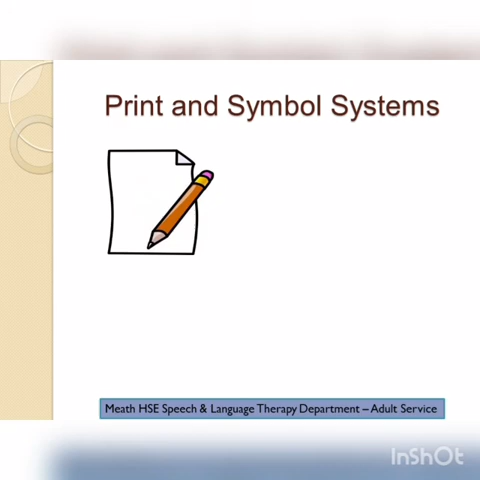 Print and Symbol Systems
Meath HSE Speech & Language Therapy Department – Adult Service
InShOt